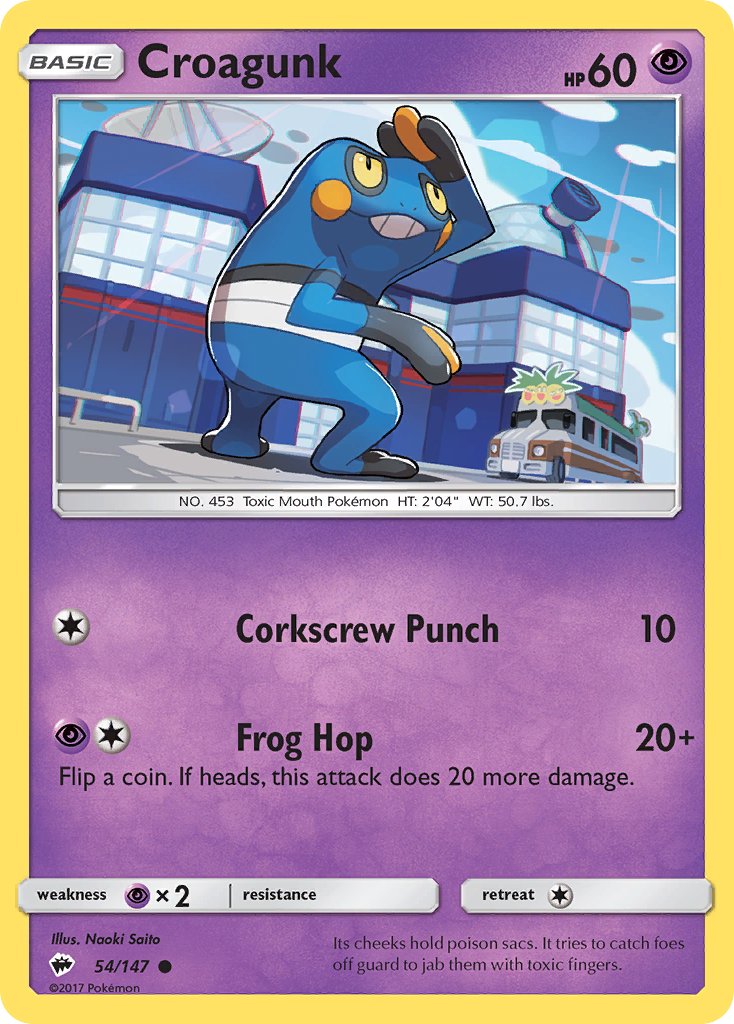 BASIC Croagunk HP60
NO. 453 Toxic Mouth Pokémon HT: 2'04" WT: 50.7 lbs.
Corkscrew Punch 10
Frog Hop 20+
Flip a coin. If heads, this attack does 20 more damage.
weakness ×2 resistance retreat
Illus. Naoki Saito
54/147
©2017 Pokémon
Its cheeks hold poison sacs. It tries to catch foes
off guard to jab them with toxic fingers.